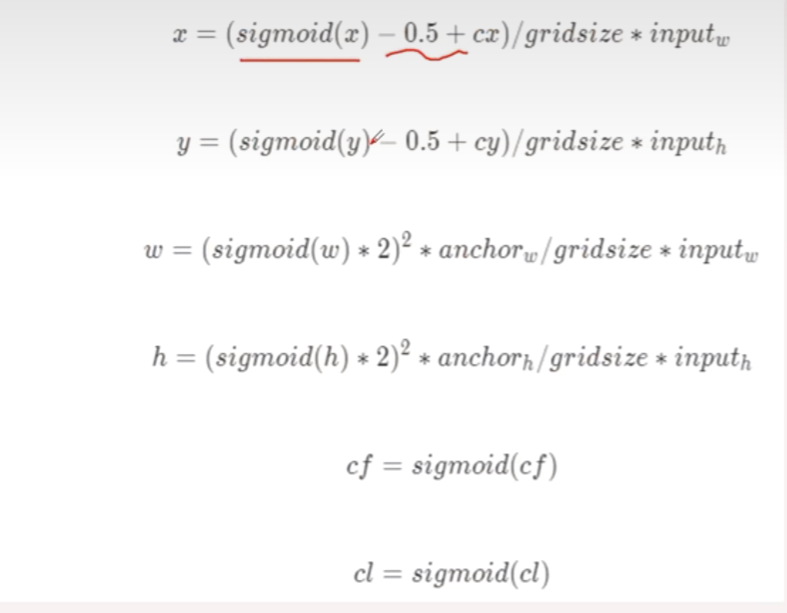 x = (sigmoid(x) − 0.5 + cx)/gridsize * input_w
y = (sigmoid(y) − 0.5 + cy)/gridsize * input_h
w = (sigmoid(w) * 2)^2 * anchor_w/gridsize * input_w
h = (sigmoid(h) * 2)^2 * anchor_h/gridsize * input_h
cf = sigmoid(cf)
cl = sigmoid(cl)